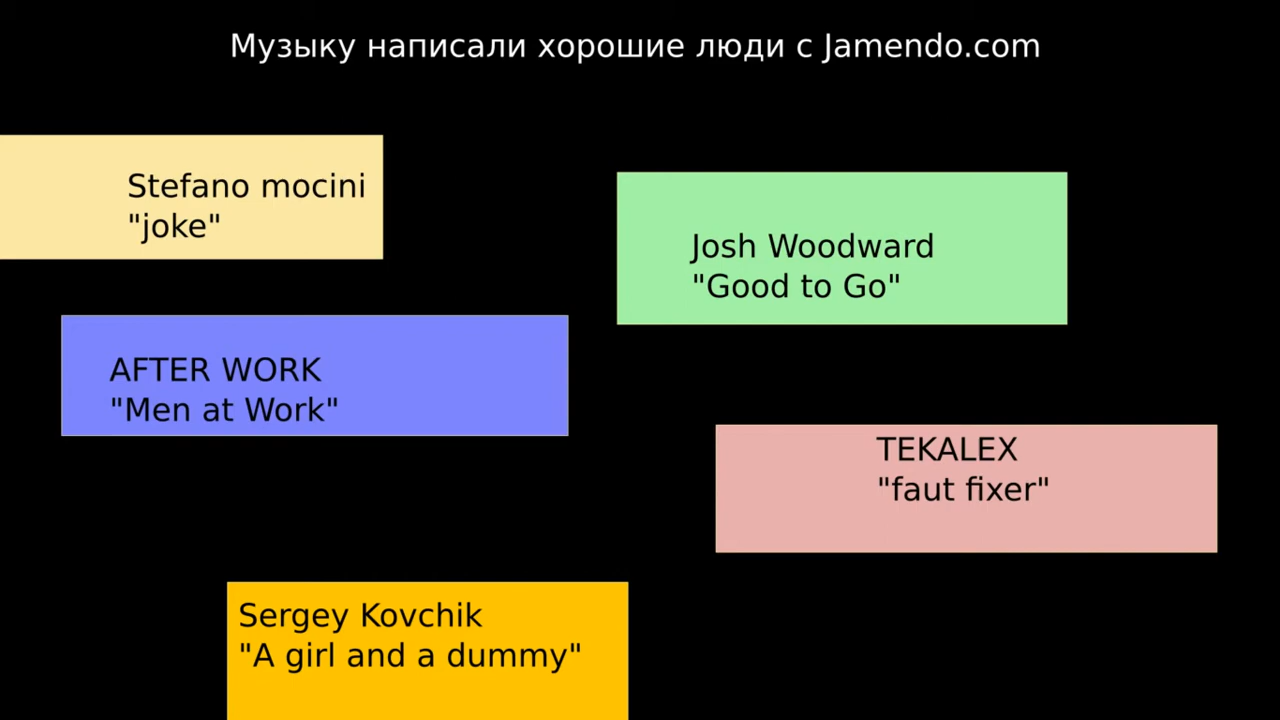 Музыку написали хорошие люди с Jamendo.com
Stefano mocini
"joke"
Josh Woodward
"Good to Go"
AFTER WORK
"Men at Work"
TEKALEX
"faut fixer"
Sergey Kovchik
"A girl and a dummy"